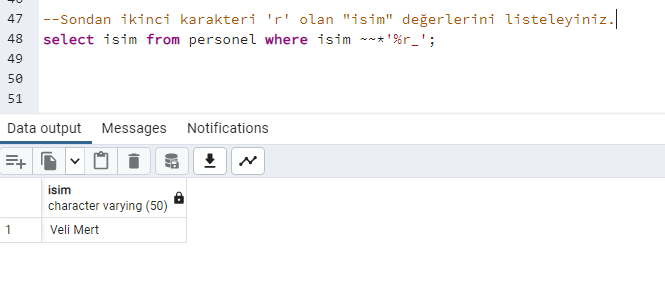 47 --Sondan ikinci karakteri 'r' olan "isim" değerlerini listeleyiniz.
48 select isim from personel where isim ~~*'%r_';
49
50
51
Data output Messages Notifications
isim
character varying (50)
1 Veli Mert